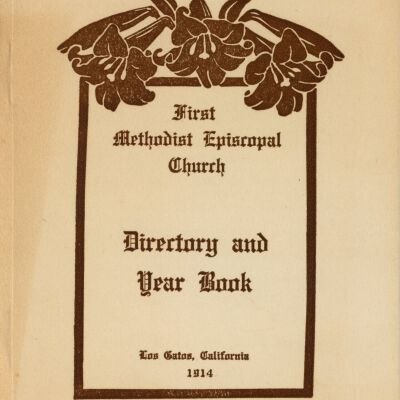 First
Methodist Episcopal
Church
Directory and
Year Book
Los Gatos, California
1914